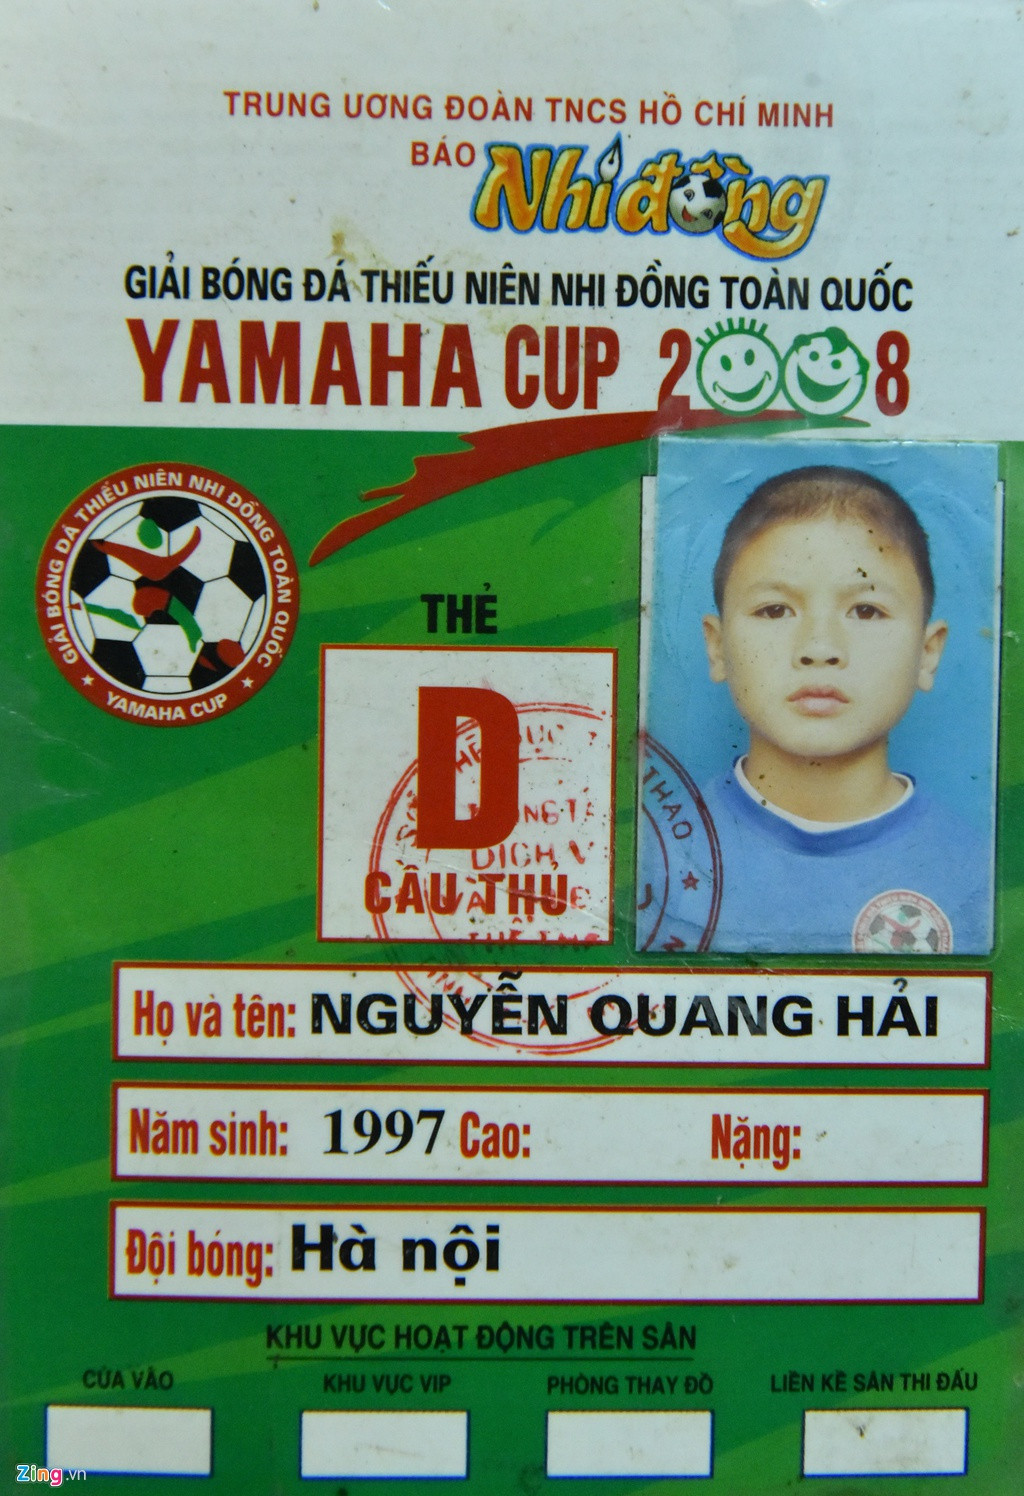 TRUNG ƯƠNG ĐOÀN TNCS HỒ CHÍ MINH
BÁO Nhi đồng
GIẢI BÓNG ĐÁ THIẾU NIÊN NHI ĐỒNG TOÀN QUỐC
YAMAHA CUP 2008
GIẢI BÓNG ĐÁ THIẾU NIÊN NHI ĐỒNG TOÀN QUỐC
★ YAMAHA CUP ★
THẺ
D
CẦU THỦ
THAO ★
DỊCH V
Họ và tên: NGUYỄN QUANG HẢI
Năm sinh: 1997 Cao: Nặng:
Đội bóng: Hà nội
KHU VỰC HOẠT ĐỘNG TRÊN SÂN
CỬA VÀO KHU VỰC VIP PHÒNG THAY ĐỒ LIỀN KỀ SÂN THI ĐẤU
Zing.vn